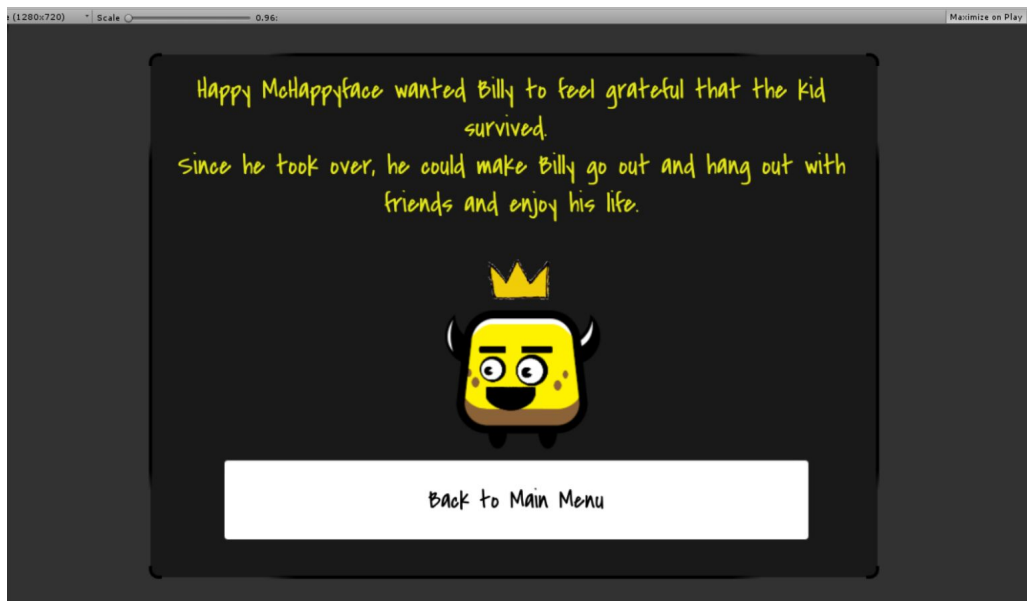 e (1280x720) Scale 0.96: Maximize on Play
Happy McHappyface wanted Billy to feel grateful that the kid
survived.
Since he took over, he could make Billy go out and hang out with
friends and enjoy his life.
Back to Main Menu